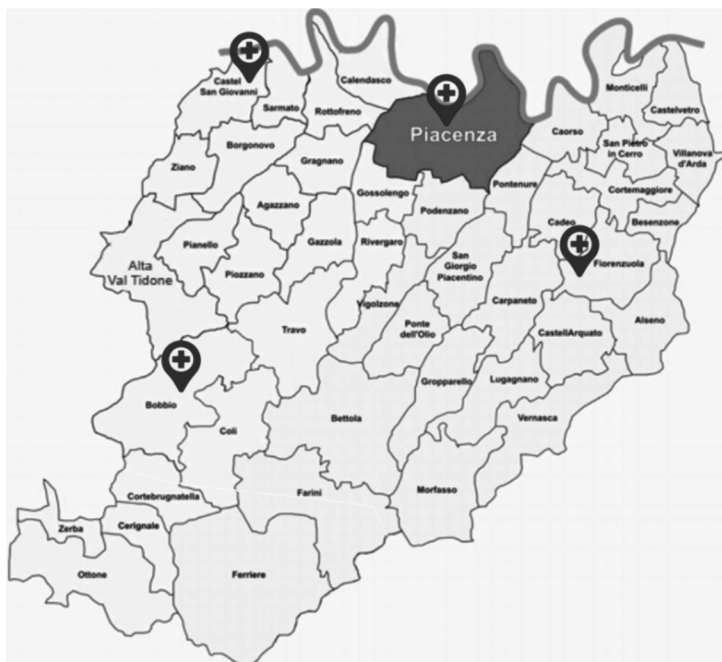 Monticelli
Calendasco
Castel
San Giovanni
Sarmato
Rottofreno
Castelvetro
Piacenza
Caorso
San Pietro
in Cerro
Villanova
d'Arda
Borgonovo
Ziano
Gragnano
Gossolengo
Pontenure
Cortemaggiore
Agazzano
Podenzano
Cadeo
Besenzone
Pianello
Gazzola
Rivergaro
Alta
Val Tidone
Piozzano
San
Giorgio
Piacentino
Fiorenzuola
Vigolzone
Carpaneto
Travo
Ponte
dell'Olio
CastellArquato
Alseno
Gropparello
Lugagnano
Bobbio
Coli
Bettola
Vernasca
Cortebrugnatella
Farini
Morfasso
Zerba
Cerignale
Ottone
Ferriere